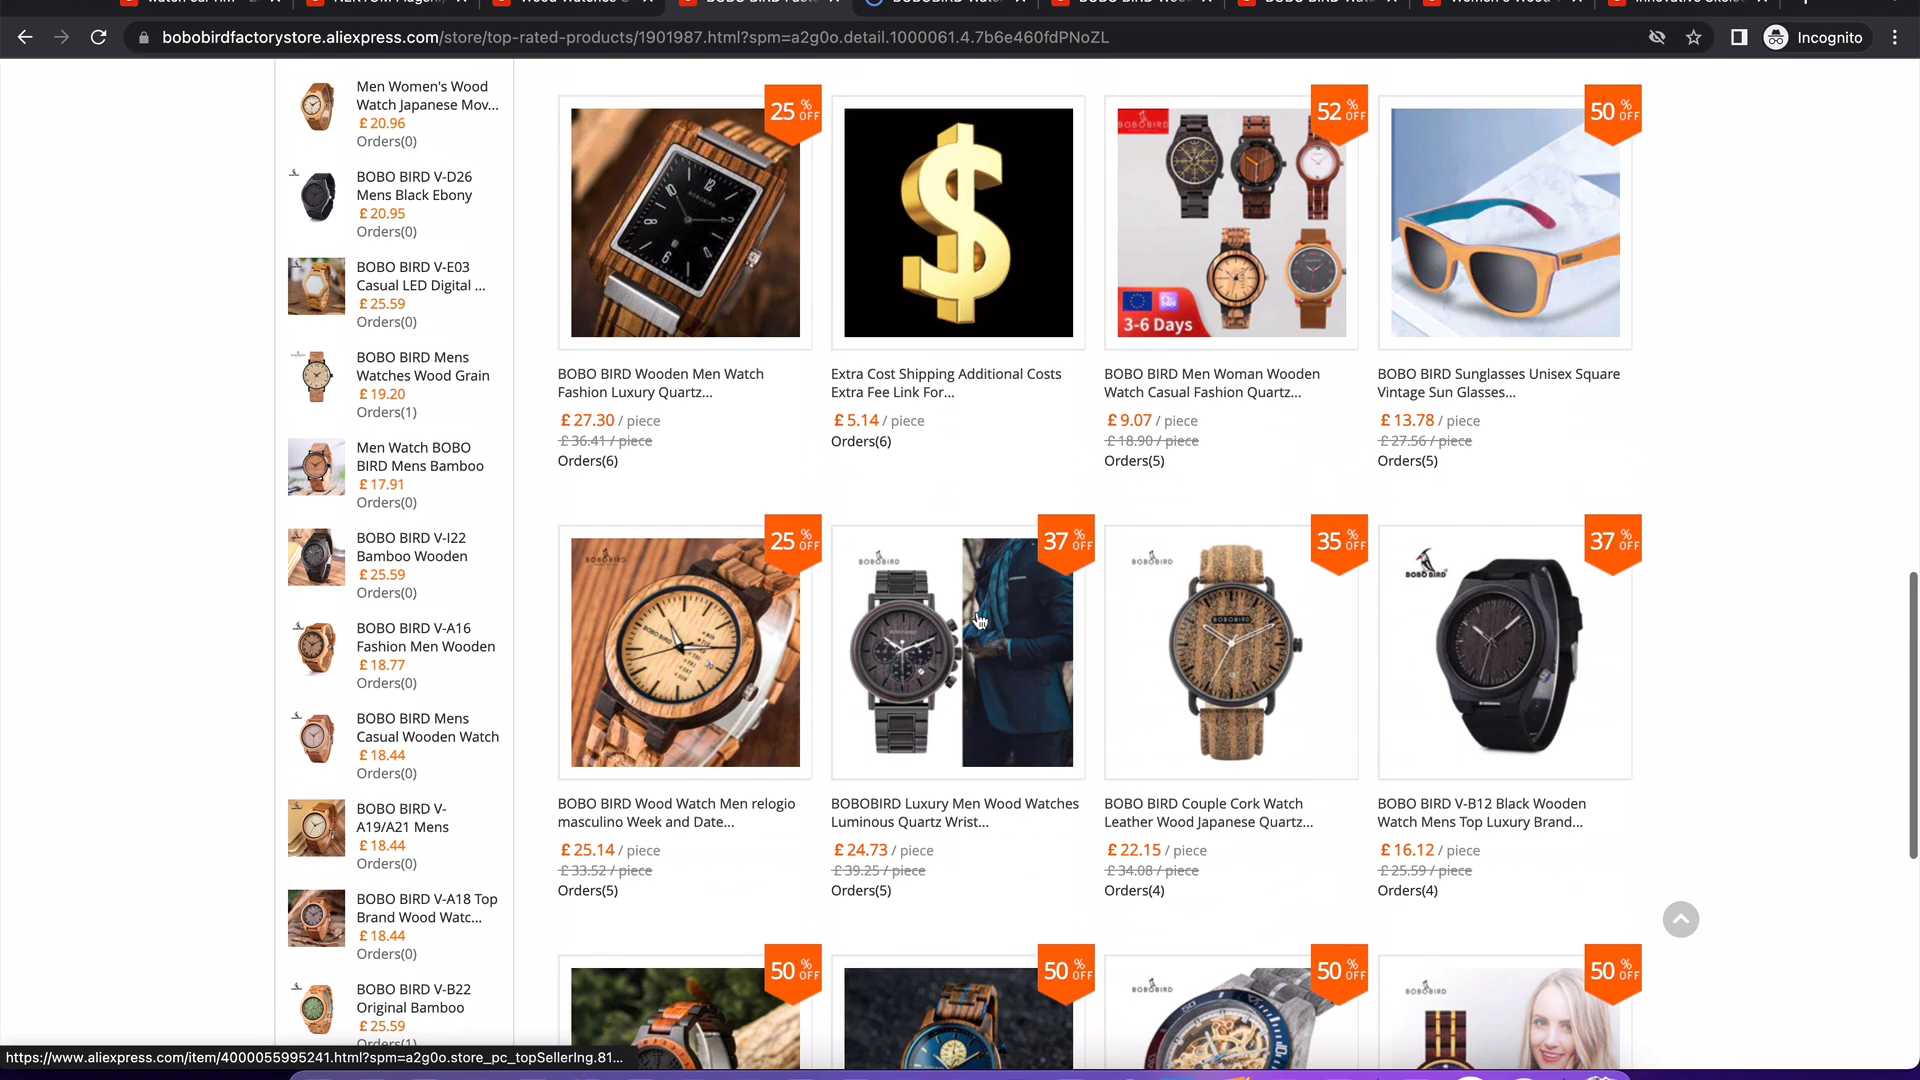 bobobirdfactorystore.aliexpress.com/store/top-rated-products/1901987.html?spm=a2g0o.detail.1000061.4.7b6e460fdPNoZL
Incognito
Men Women's Wood
Watch Japanese Mov...
£ 20.96
Orders(0)
BOBO BIRD V-D26
Mens Black Ebony
£ 20.95
Orders(0)
BOBO BIRD V-E03
Casual LED Digital ...
£ 25.59
Orders(0)
BOBO BIRD Mens
Watches Wood Grain
£ 19.20
Orders(1)
Men Watch BOBO
BIRD Mens Bamboo
£ 17.91
Orders(0)
BOBO BIRD V-I22
Bamboo Wooden
£ 25.59
Orders(0)
BOBO BIRD V-A16
Fashion Men Wooden
£ 18.77
Orders(0)
BOBO BIRD Mens
Casual Wooden Watch
£ 18.44
Orders(0)
BOBO BIRD V-
A19/A21 Mens
£ 18.44
Orders(0)
BOBO BIRD V-A18 Top
Brand Wood Watc...
£ 18.44
Orders(0)
BOBO BIRD V-B22
Original Bamboo
£ 25.59
Orders(1)
25 % OFF
BOBO BIRD Wooden Men Watch
Fashion Luxury Quartz...
£ 27.30 / piece
£ 36.41 / piece
Orders(6)
Extra Cost Shipping Additional Costs
Extra Fee Link For...
£ 5.14 / piece
Orders(6)
BOBOBIRD
52 % OFF
3-6 Days
BOBO BIRD Men Woman Wooden
Watch Casual Fashion Quartz...
£ 9.07 / piece
£ 18.90 / piece
Orders(5)
50 % OFF
BOBO BIRD Sunglasses Unisex Square
Vintage Sun Glasses...
£ 13.78 / piece
£ 27.56 / piece
Orders(5)
BOBOBIRD
25 % OFF
BOBO BIRD
BOBO BIRD Wood Watch Men relogio
masculino Week and Date...
£ 25.14 / piece
£ 33.52 / piece
Orders(5)
BOBOBIRD
37 % OFF
BOBOBIRD Luxury Men Wood Watches
Luminous Quartz Wrist...
£ 24.73 / piece
£ 39.25 / piece
Orders(5)
BOBOBIRD
35 % OFF
BOBOBIRD
BOBO BIRD Couple Cork Watch
Leather Wood Japanese Quartz...
£ 22.15 / piece
£ 34.08 / piece
Orders(4)
BOBO BIRD
37 % OFF
BOBO BIRD V-B12 Black Wooden
Watch Mens Top Luxury Brand...
£ 16.12 / piece
£ 25.59 / piece
Orders(4)
50 % OFF
50 % OFF
BOBOBIRD
50 % OFF
BOBOBIRD
50 % OFF
https://www.aliexpress.com/item/4000055995241.html?spm=a2g0o.store_pc_topSellerIng.81...